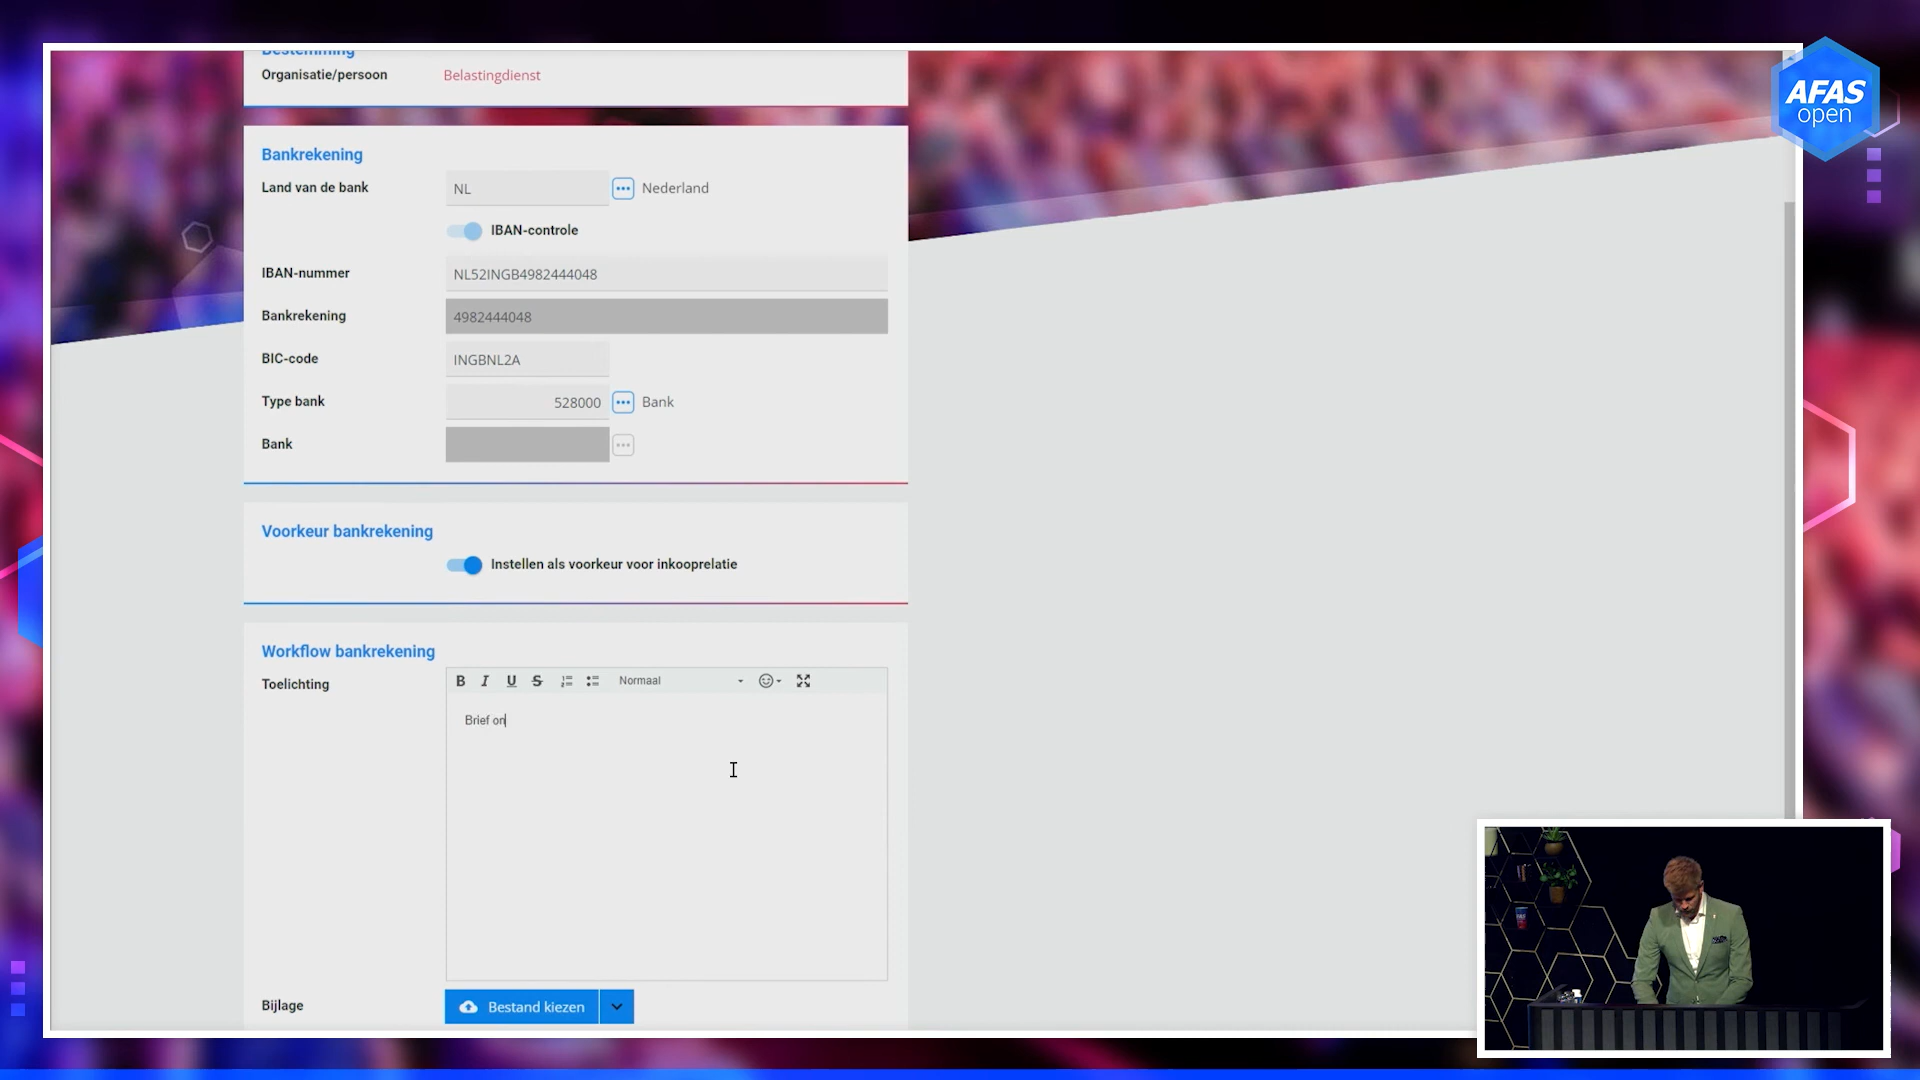 Bestemming
Organisatie/persoon Belastingdienst
AFAS
open
Bankrekening
Land van de bank NL Nederland
IBAN-controle
IBAN-nummer NL52INGB4982444048
Bankrekening 4982444048
BIC-code INGBNL2A
Type bank 528000 Bank
Bank
Voorkeur bankrekening
Instellen als voorkeur voor inkooprelatie
Workflow bankrekening
Toelichting B I U S Normaal
Brief on
Bijlage Bestand kiezen